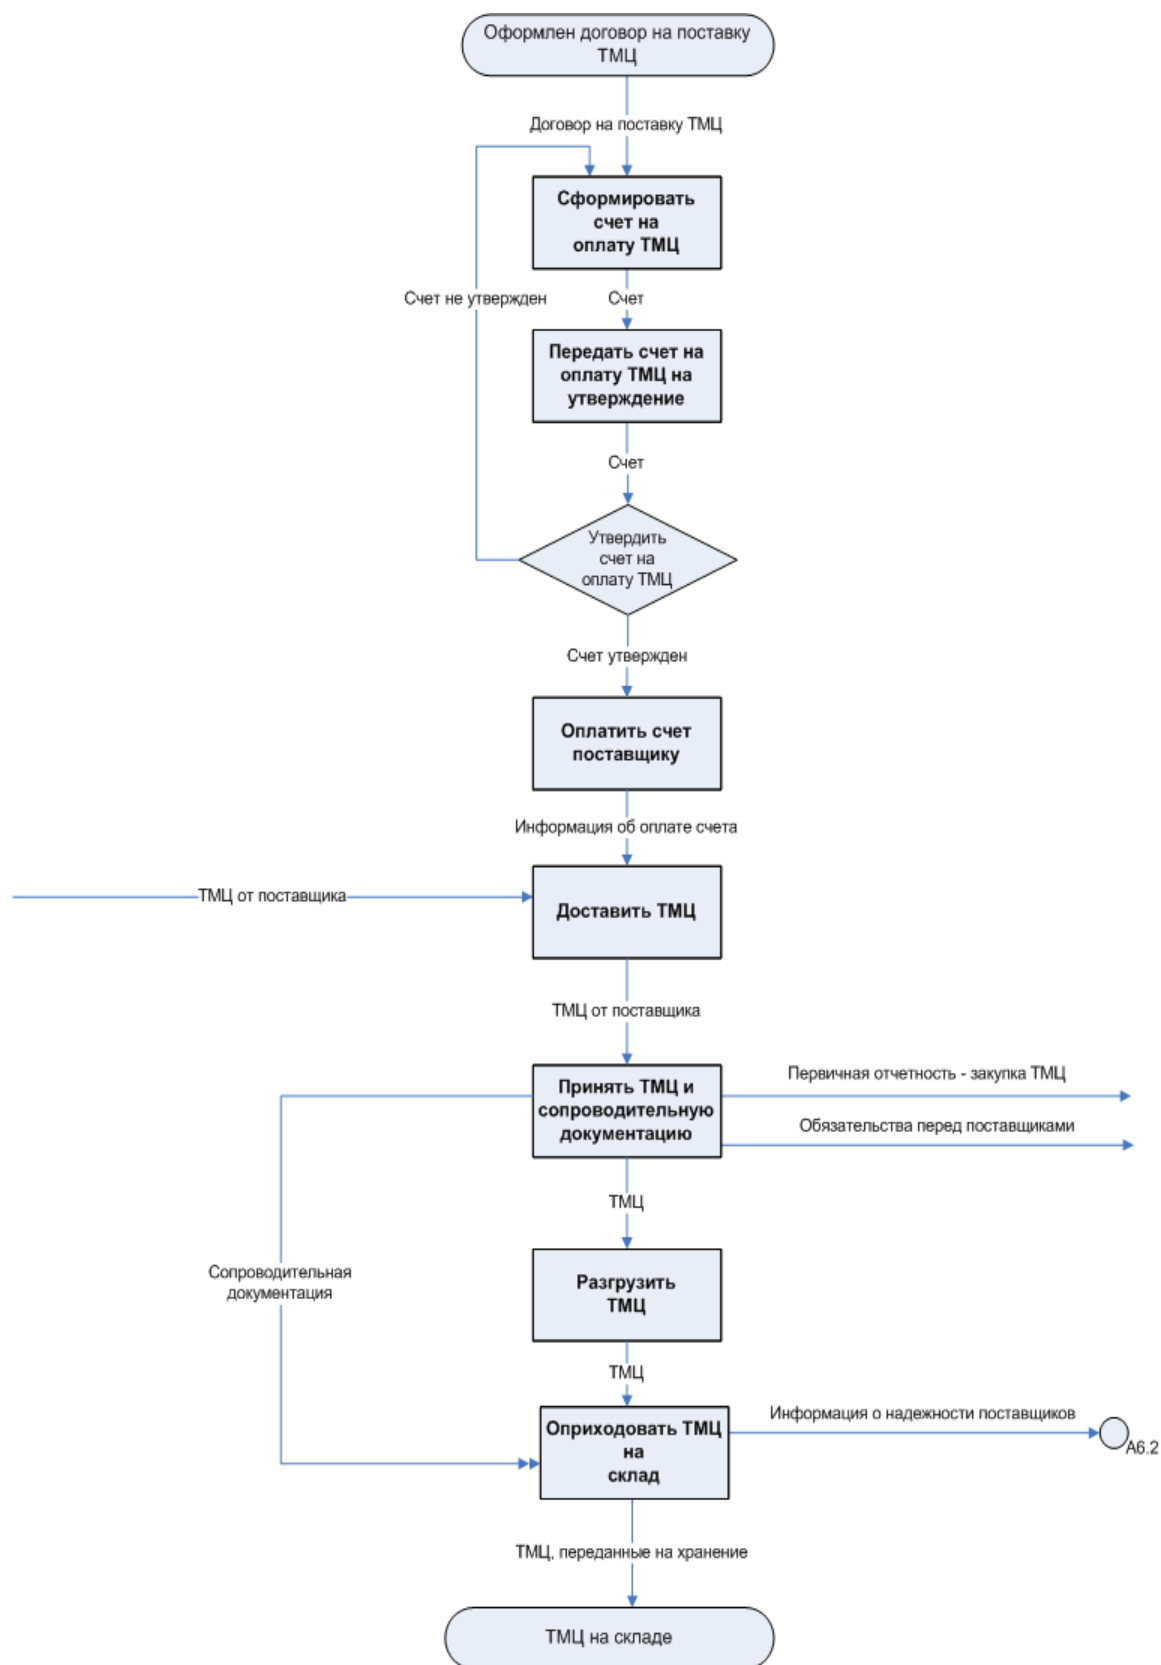 Оформлен договор на поставку
ТМЦ
Договор на поставку ТМЦ
Сформировать
счет на
оплату ТМЦ
Счет не утвержден
Счет
Передать счет на
оплату ТМЦ на
утверждение
Счет
Утвердить
счет на
оплату ТМЦ
Счет утвержден
Оплатить счет
поставщику
Информация об оплате счета
ТМЦ от поставщика
Доставить ТМЦ
ТМЦ от поставщика
Принять ТМЦ и
сопроводительную
документацию
Первичная отчетность - закупка ТМЦ
Обязательства перед поставщиками
ТМЦ
Сопроводительная
документация
Разгрузить
ТМЦ
ТМЦ
Оприходовать ТМЦ
на
склад
Информация о надежности поставщиков
А6.2
ТМЦ, переданные на хранение
ТМЦ на складе